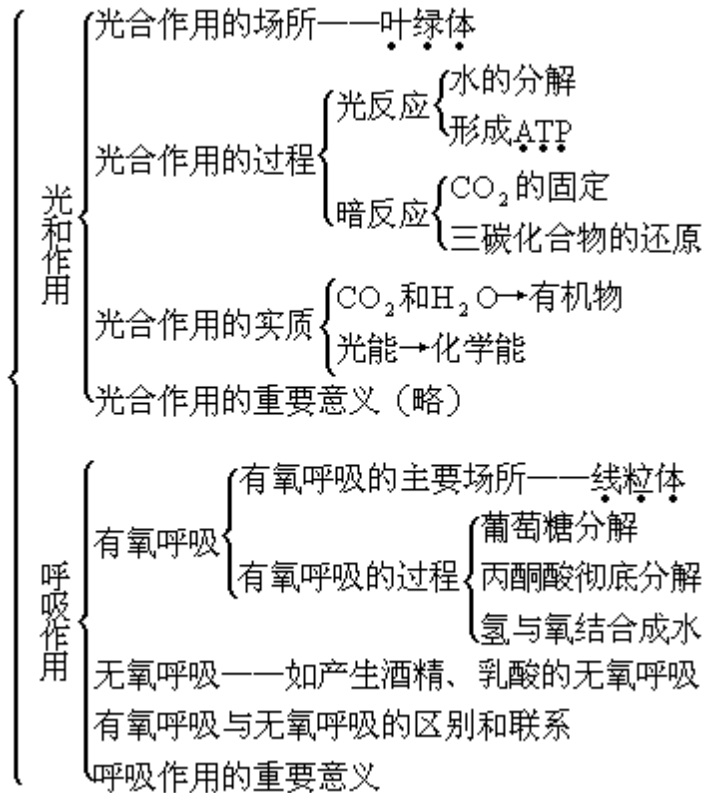 光和作用
光合作用的场所——叶绿体
光合作用的过程
光反应
水的分解
形成ATP
暗反应
CO₂的固定
三碳化合物的还原
光合作用的实质
CO₂和H₂O→有机物
光能→化学能
光合作用的重要意义（略）
呼吸作用
有氧呼吸
有氧呼吸的主要场所——线粒体
有氧呼吸的过程
葡萄糖分解
丙酮酸彻底分解
氢与氧结合成水
无氧呼吸——如产生酒精、乳酸的无氧呼吸
有氧呼吸与无氧呼吸的区别和联系
呼吸作用的重要意义